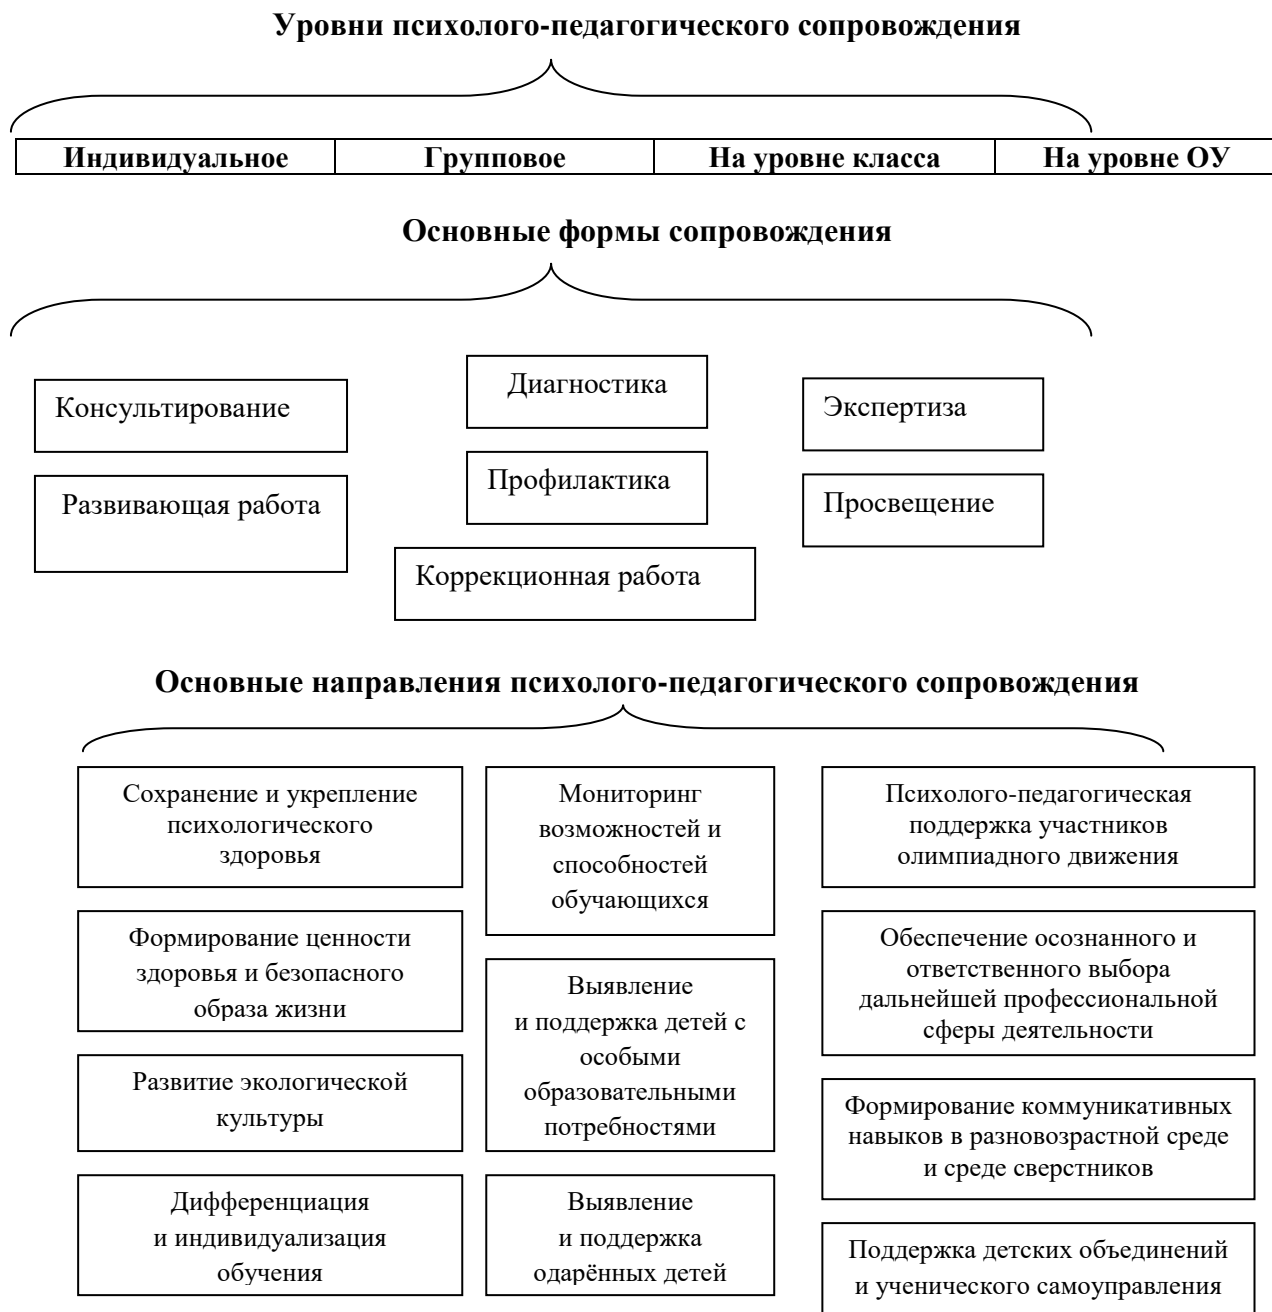 Уровни психолого-педагогического сопровождения
Индивидуальное Групповое На уровне класса На уровне ОУ
Основные формы сопровождения
Консультирование
Развивающая работа
Диагностика
Профилактика
Коррекционная работа
Экспертиза
Просвещение
Основные направления психолого-педагогического сопровождения
Сохранение и укрепление
психологического
здоровья
Формирование ценности
здоровья и безопасного
образа жизни
Развитие экологической
культуры
Дифференциация
и индивидуализация
обучения
Мониторинг
возможностей и
способностей
обучающихся
Выявление
и поддержка детей с
особыми
образовательными
потребностями
Выявление
и поддержка
одарённых детей
Психолого-педагогическая
поддержка участников
олимпиадного движения
Обеспечение осознанного и
ответственного выбора
дальнейшей профессиональной
сферы деятельности
Формирование коммуникативных
навыков в разновозрастной среде
и среде сверстников
Поддержка детских объединений
и ученического самоуправления